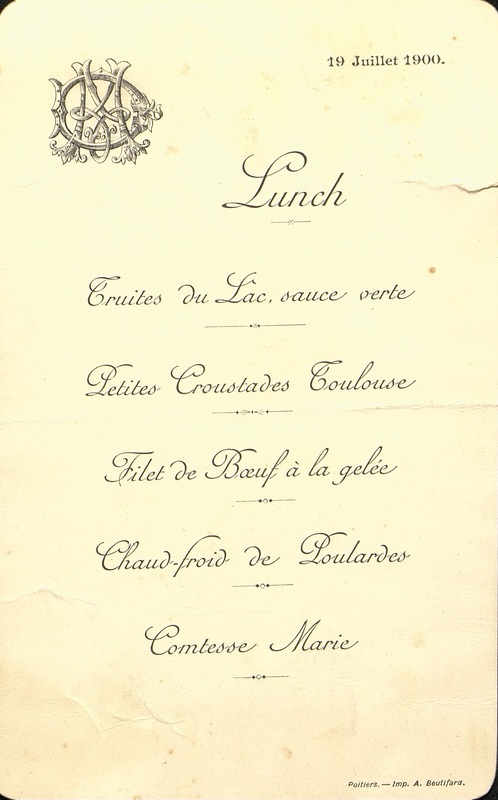 19 Juillet 1900.
Lunch
Truites du Lac, sauce verte
Petites Croustades Toulouse
Filet de Bœuf à la gelée
Chaud-froid de Poulardes
Comtesse Marie
Poitiers. — Imp. A. Boutifard.